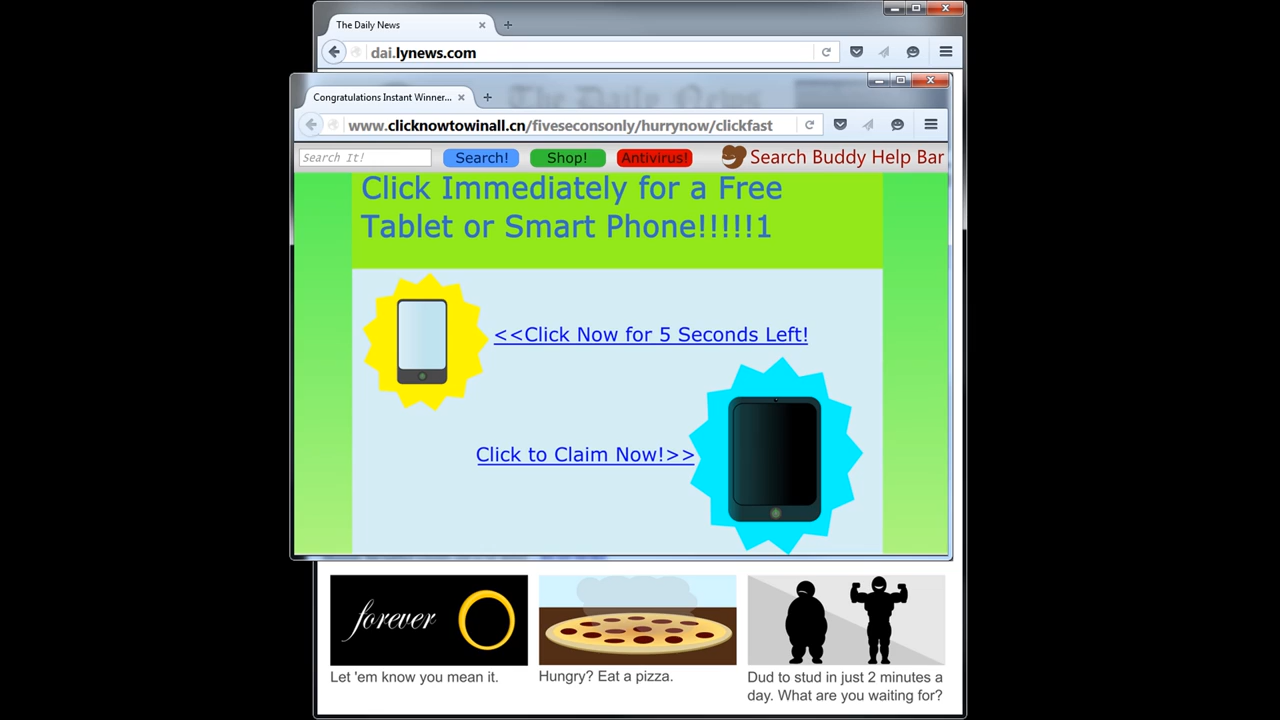 The Daily News
dai.lynews.com
Congratulations Instant Winner...
www.clicknowtowinall.cn/fiveseconsonly/hurrynow/clickfast
Search It!
Search!
Shop!
Antivirus!
Search Buddy Help Bar
Click Immediately for a Free
Tablet or Smart Phone!!!!!1
<<Click Now for 5 Seconds Left!
Click to Claim Now!>>
forever
Let 'em know you mean it.
Hungry? Eat a pizza.
Dud to stud in just 2 minutes a
day. What are you waiting for?